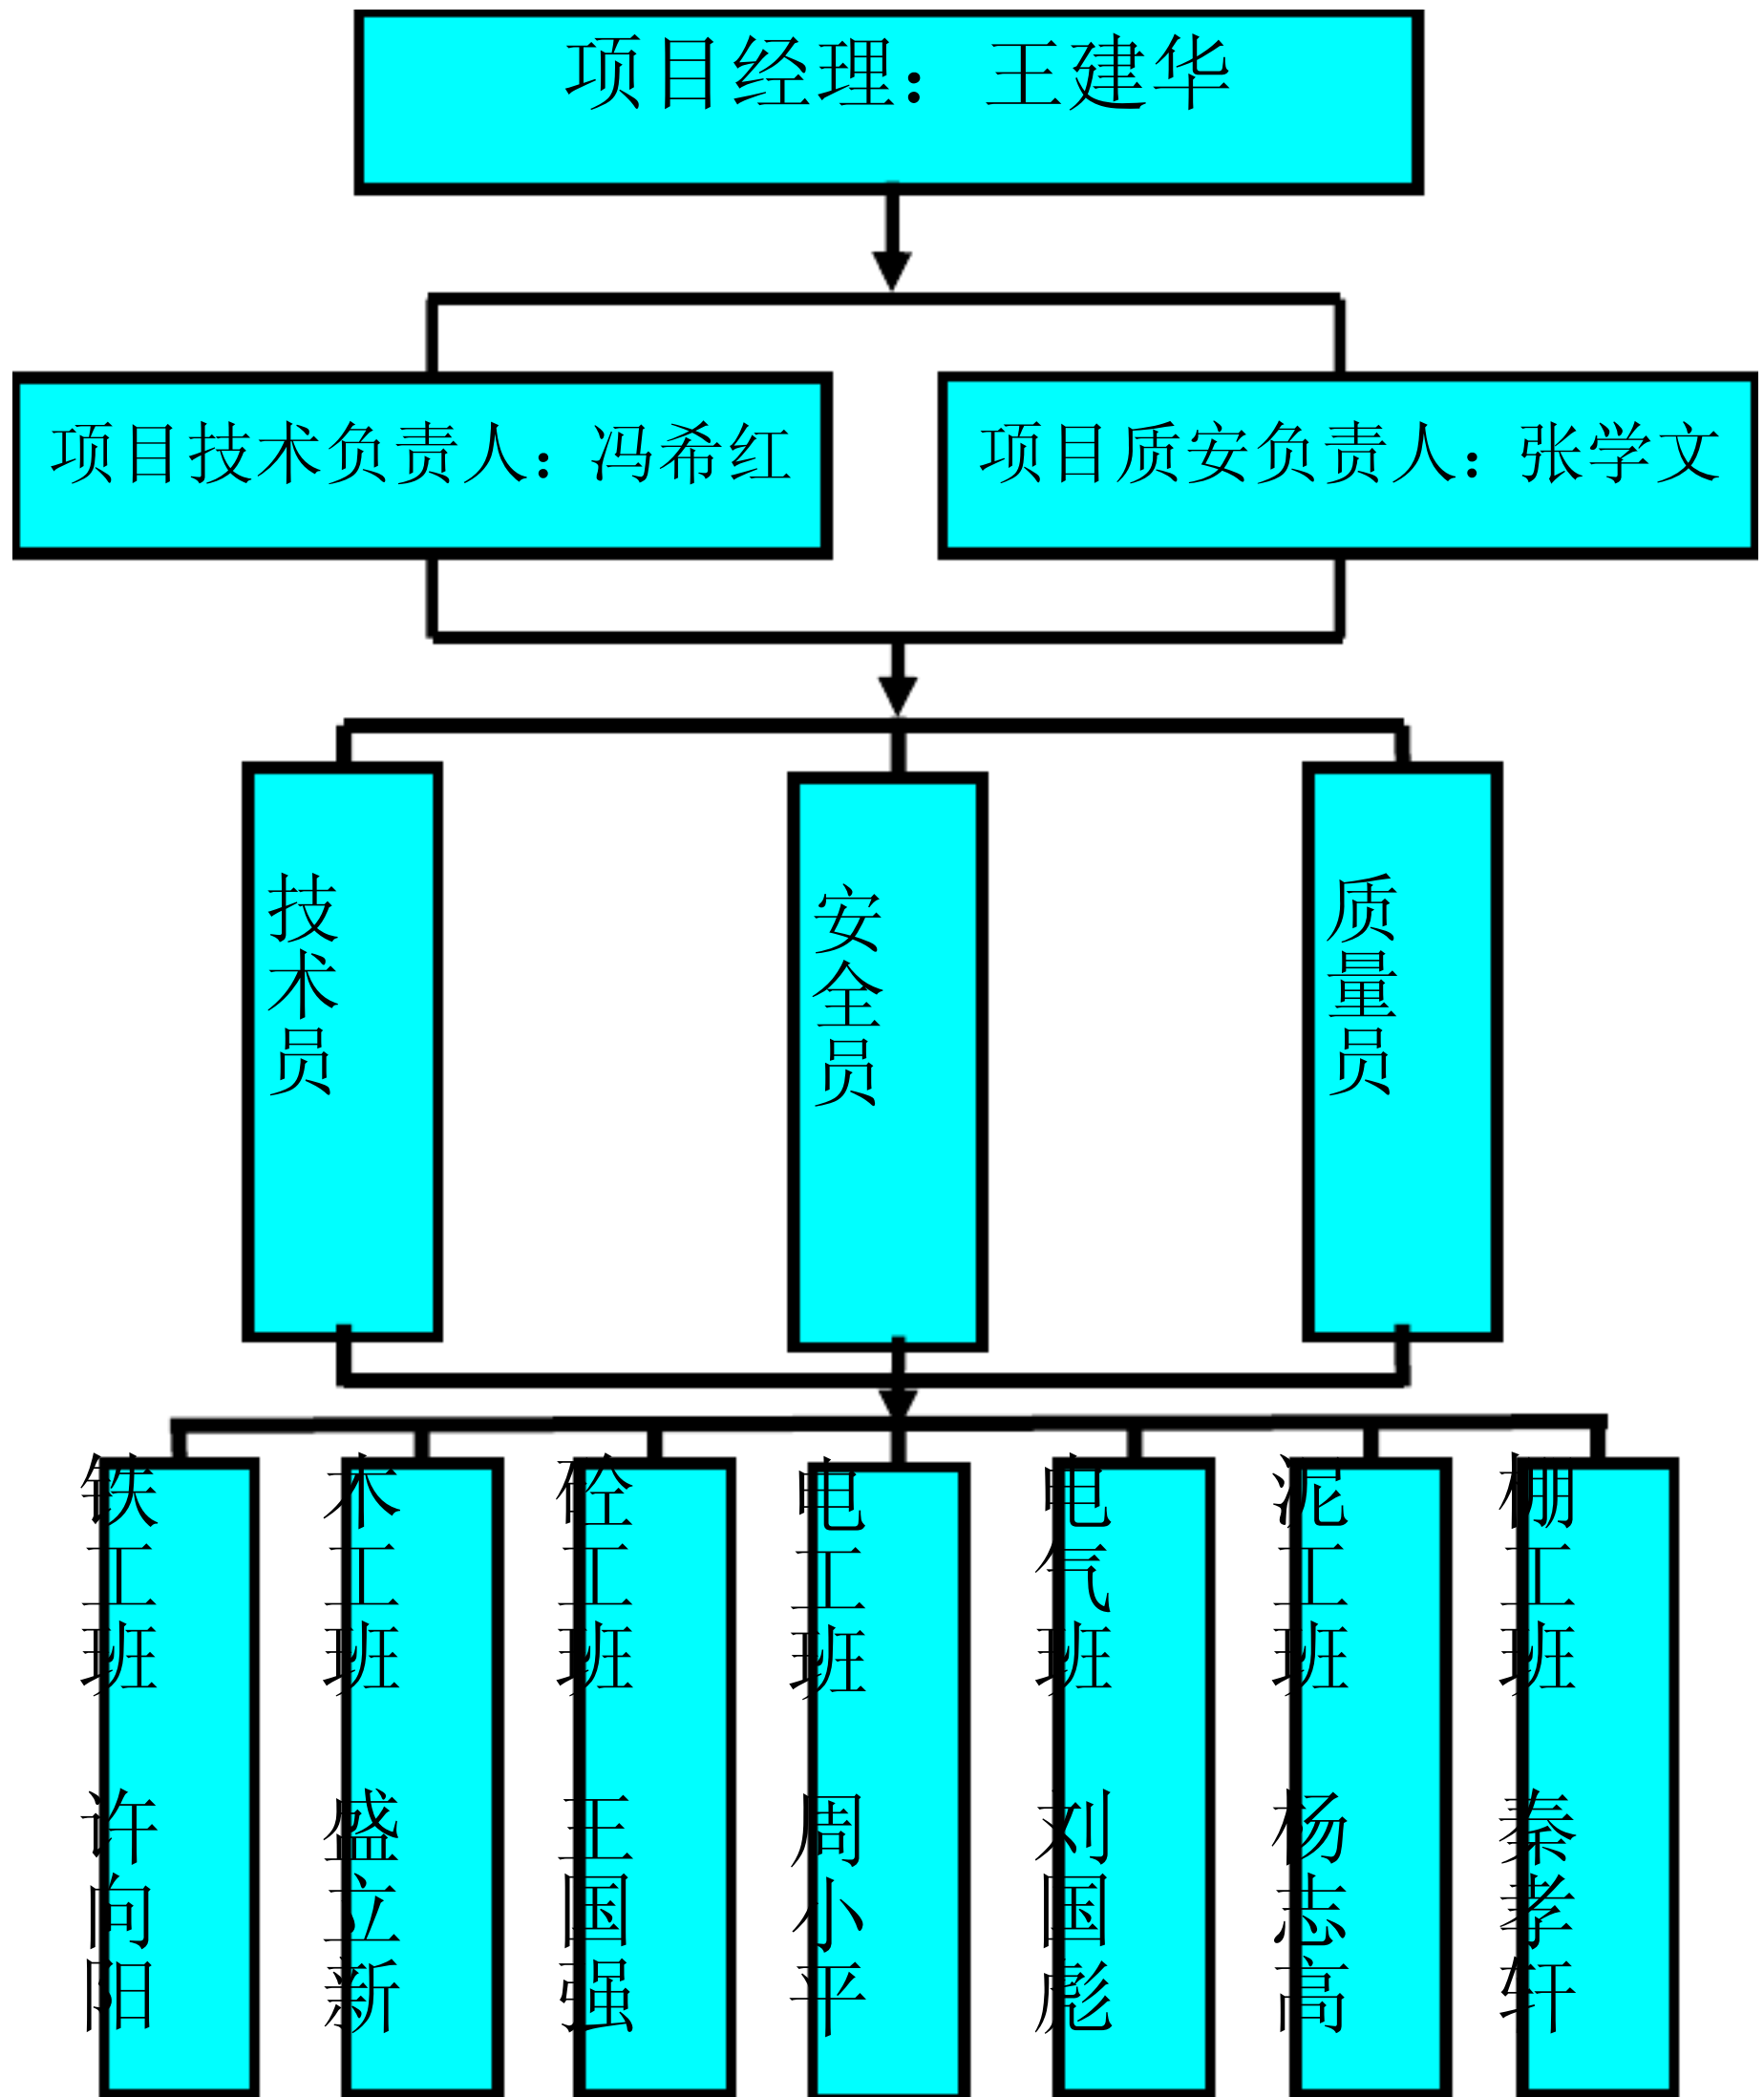 项目经理： 王建华
项目技术负责人：冯希红
项目质安负责人：张学文
技术员
安全员
质量员
铁工班 许向阳
木工班 盛立新
砼工班 王国强
电工班 周小平
电气班 刘国彪
泥工班 杨志高
棚工班 秦孝轩